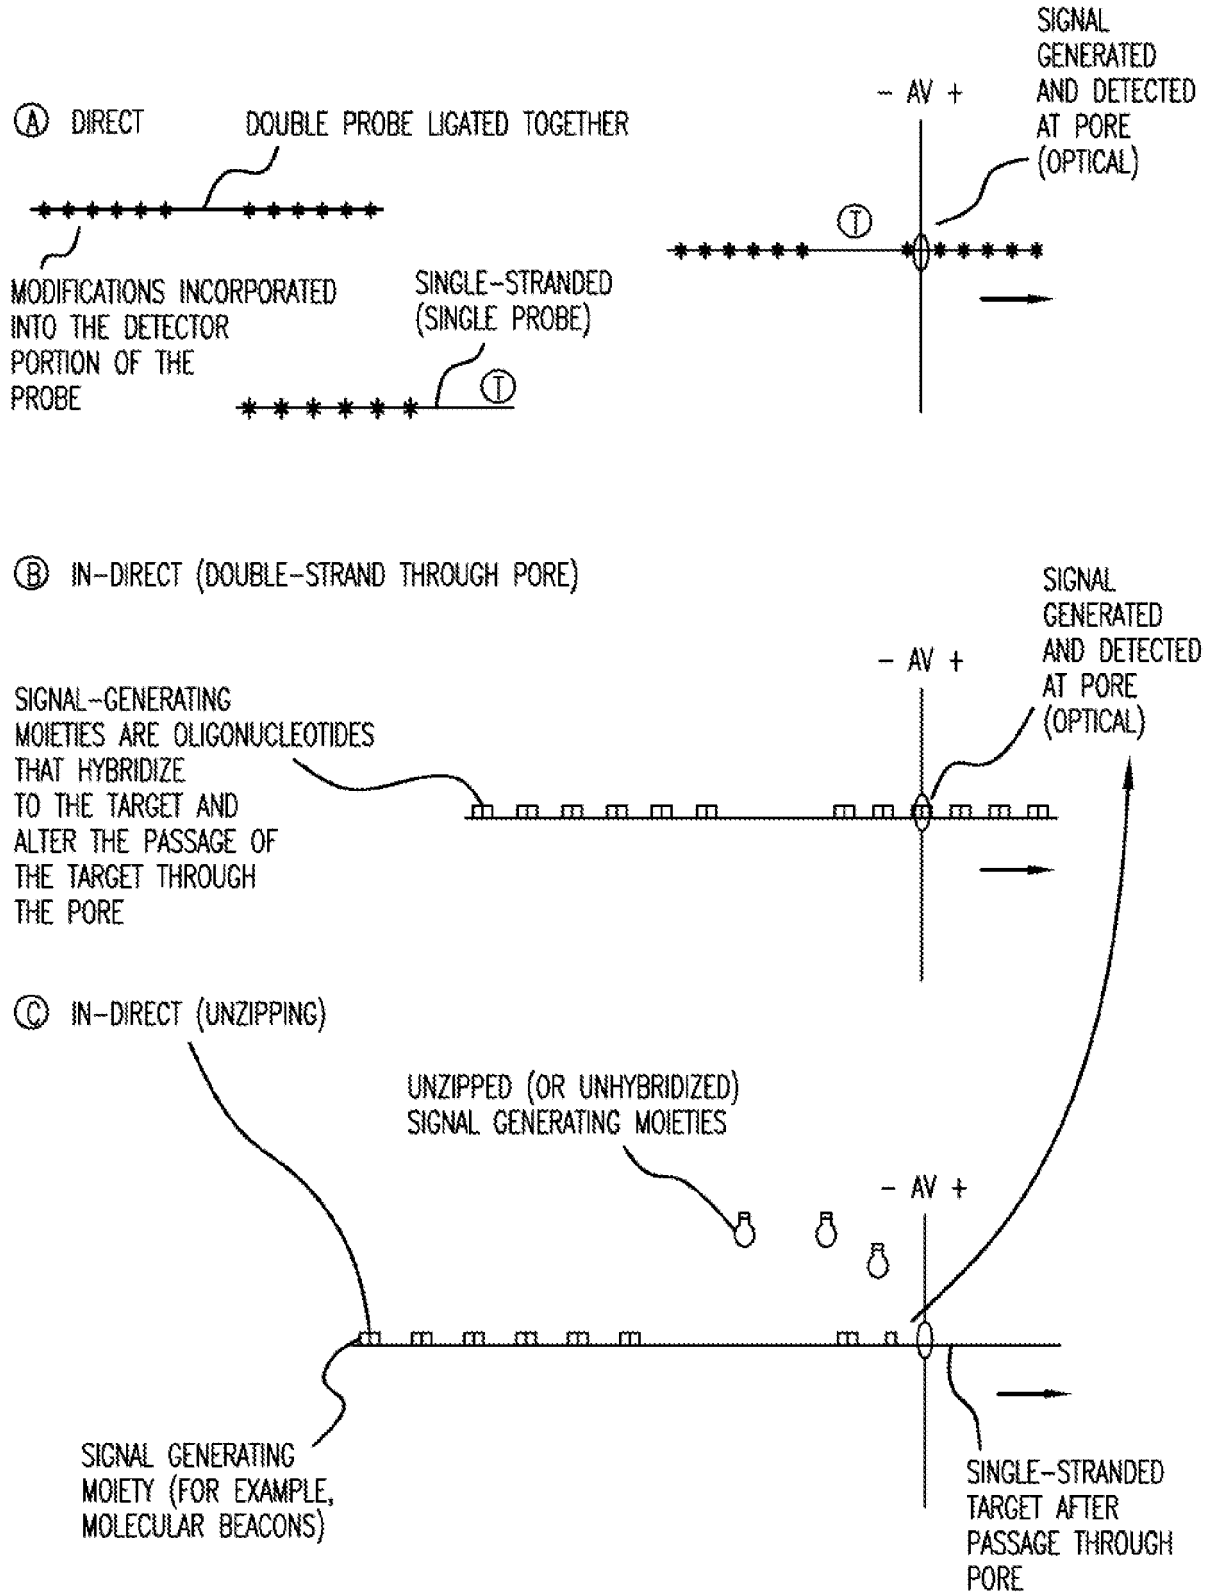 SIGNAL
GENERATED
AND DETECTED
AT PORE
(OPTICAL)
- AV +
A DIRECT
DOUBLE PROBE LIGATED TOGETHER
T
MODIFICATIONS INCORPORATED
INTO THE DETECTOR
PORTION OF THE
PROBE
SINGLE-STRANDED
(SINGLE PROBE)
T
B IN-DIRECT (DOUBLE-STRAND THROUGH PORE)
SIGNAL
GENERATED
AND DETECTED
AT PORE
(OPTICAL)
- AV +
SIGNAL-GENERATING
MOIETIES ARE OLIGONUCLEOTIDES
THAT HYBRIDIZE
TO THE TARGET AND
ALTER THE PASSAGE OF
THE TARGET THROUGH
THE PORE
C IN-DIRECT (UNZIPPING)
UNZIPPED (OR UNHYBRIDIZED)
SIGNAL GENERATING MOIETIES
- AV +
SIGNAL GENERATING
MOIETY (FOR EXAMPLE,
MOLECULAR BEACONS)
SINGLE-STRANDED
TARGET AFTER
PASSAGE THROUGH
PORE